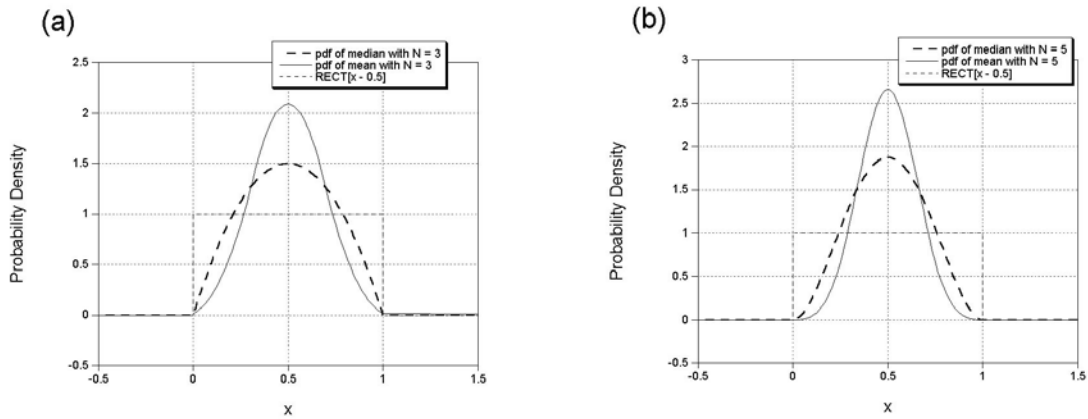 (a)
pdf of median with N = 3
pdf of mean with N = 3
RECT[x - 0.5]
2.5
2
1.5
1
0.5
0
-0.5
-0.5
0
0.5
1
1.5
Probability Density
x
(b)
pdf of median with N = 5
pdf of mean with N = 5
RECT[x - 0.5]
3
2.5
2
1.5
1
0.5
0
-0.5
-0.5
0
0.5
1
1.5
Probability Density
x